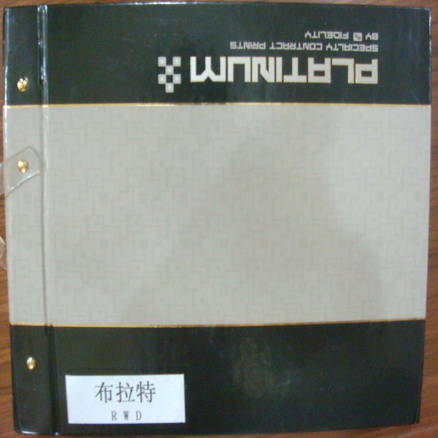 PLATINUM
SPECIALTY CONTRACT PRINTS
BY FIDELITY
布拉特
RWD